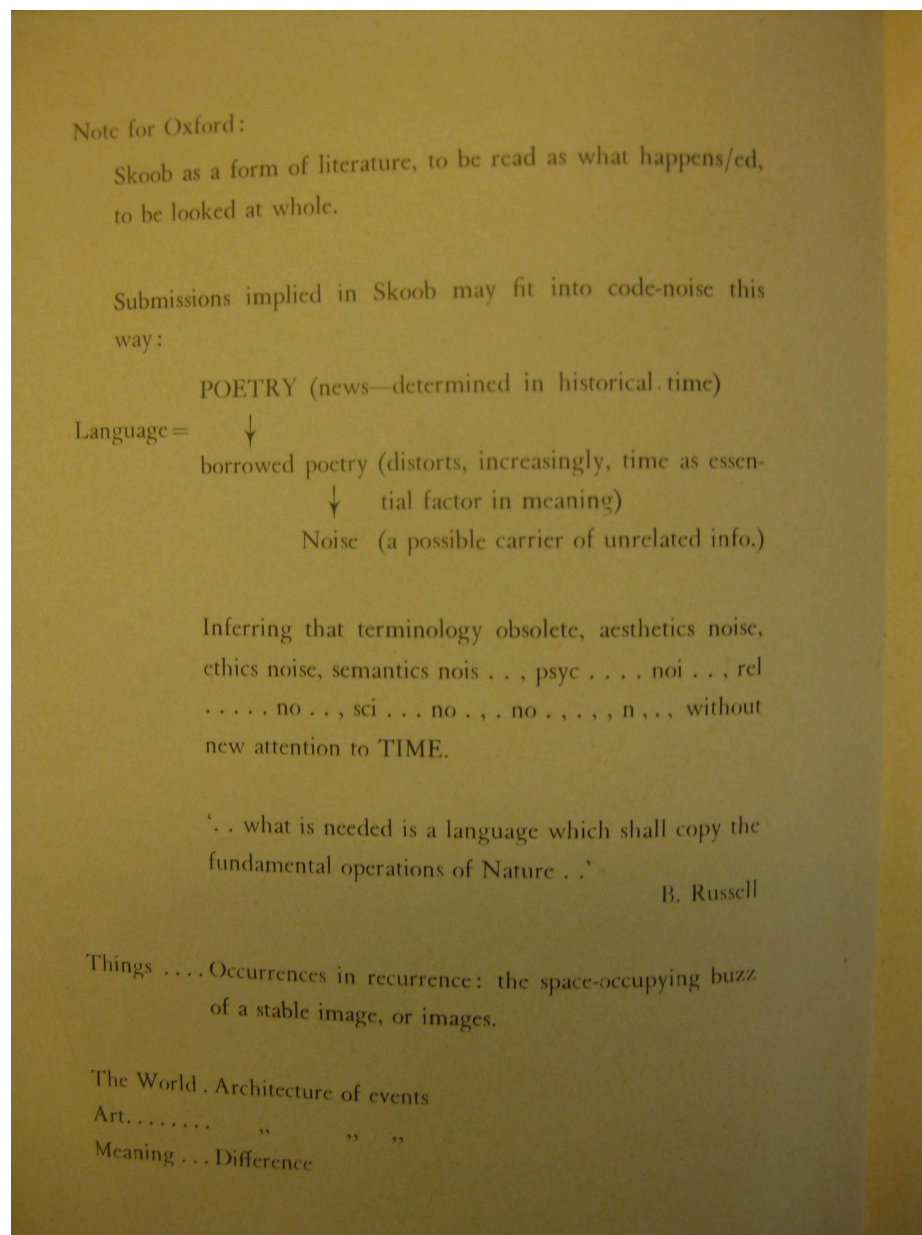 Note for Oxford:
Skoob as a form of literature, to be read as what happens/ed,
to be looked at whole.
Submissions implied in Skoob may fit into code-noise this
way:
POETRY (news—determined in historical time)
Language=
borrowed poetry (distorts, increasingly, time as essen-
tial factor in meaning)
Noise (a possible carrier of unrelated info.)
Inferring that terminology obsolete, aesthetics noise,
ethics noise, semantics nois . . , psyc . . . . noi . . , rel
. . . . . no . . , sci . . . no . , . no . , . , , n , . , without
new attention to TIME.
‘. . what is needed is a language which shall copy the
fundamental operations of Nature . .’
B. Russell
Things . . . . Occurrences in recurrence: the space-occupying buzz
of a stable image, or images.
The World . Architecture of events
Art. . . . . . . . ,, ,, ,,
Meaning . . . Difference